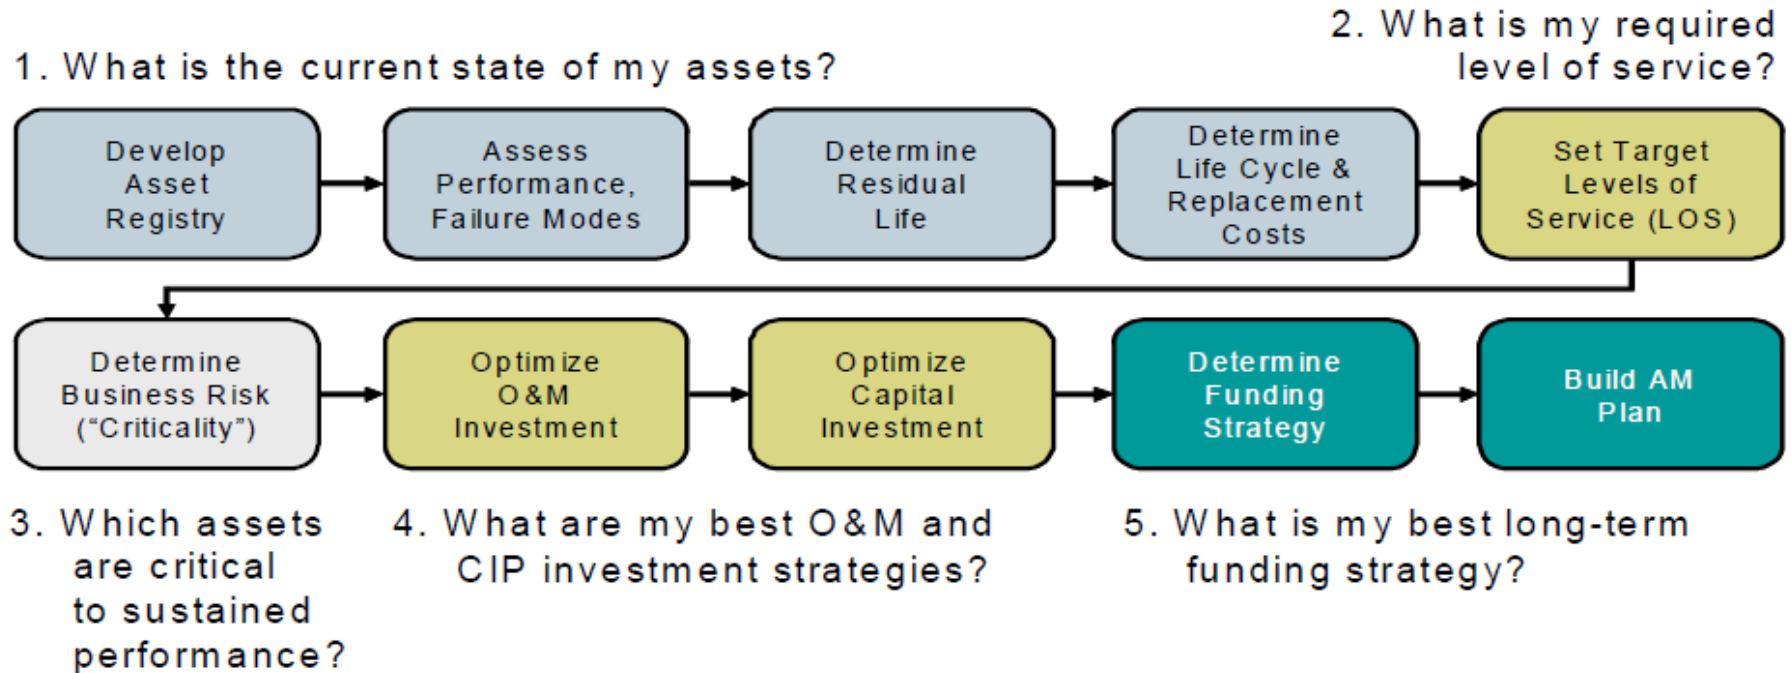 2. What is my required
level of service?
1. What is the current state of my assets?
Develop
Asset
Registry
Assess
Performance,
Failure Modes
Determine
Residual
Life
Determine
Life Cycle &
Replacement
Costs
Set Target
Levels of
Service (LOS)
Determine
Business Risk
(“Criticality”)
Optimize
O&M
Investment
Optimize
Capital
Investment
Determine
Funding
Strategy
Build AM
Plan
3. Which assets
are critical
to sustained
performance?
4. What are my best O&M and
CIP investment strategies?
5. What is my best long-term
funding strategy?